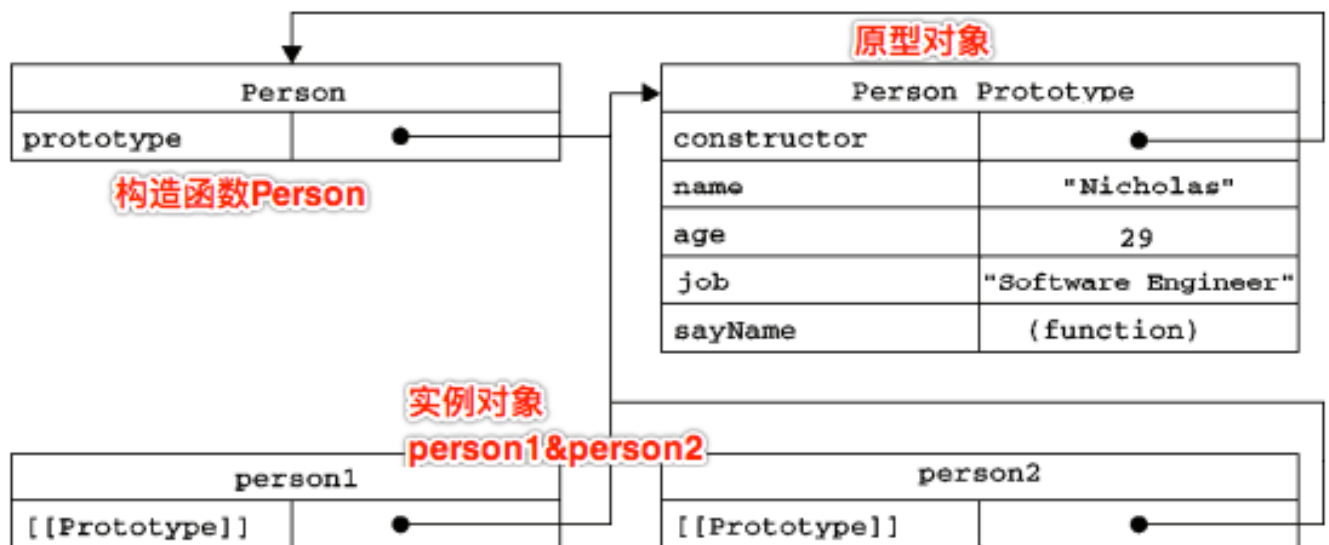 原型对象
Person
Person Prototype
prototype
constructor
构造函数Person
name
"Nicholas"
age
29
job
"Software Engineer"
sayName
(function)
实例对象
person1&person2
person1
person2
[[Prototype]]
[[Prototype]]